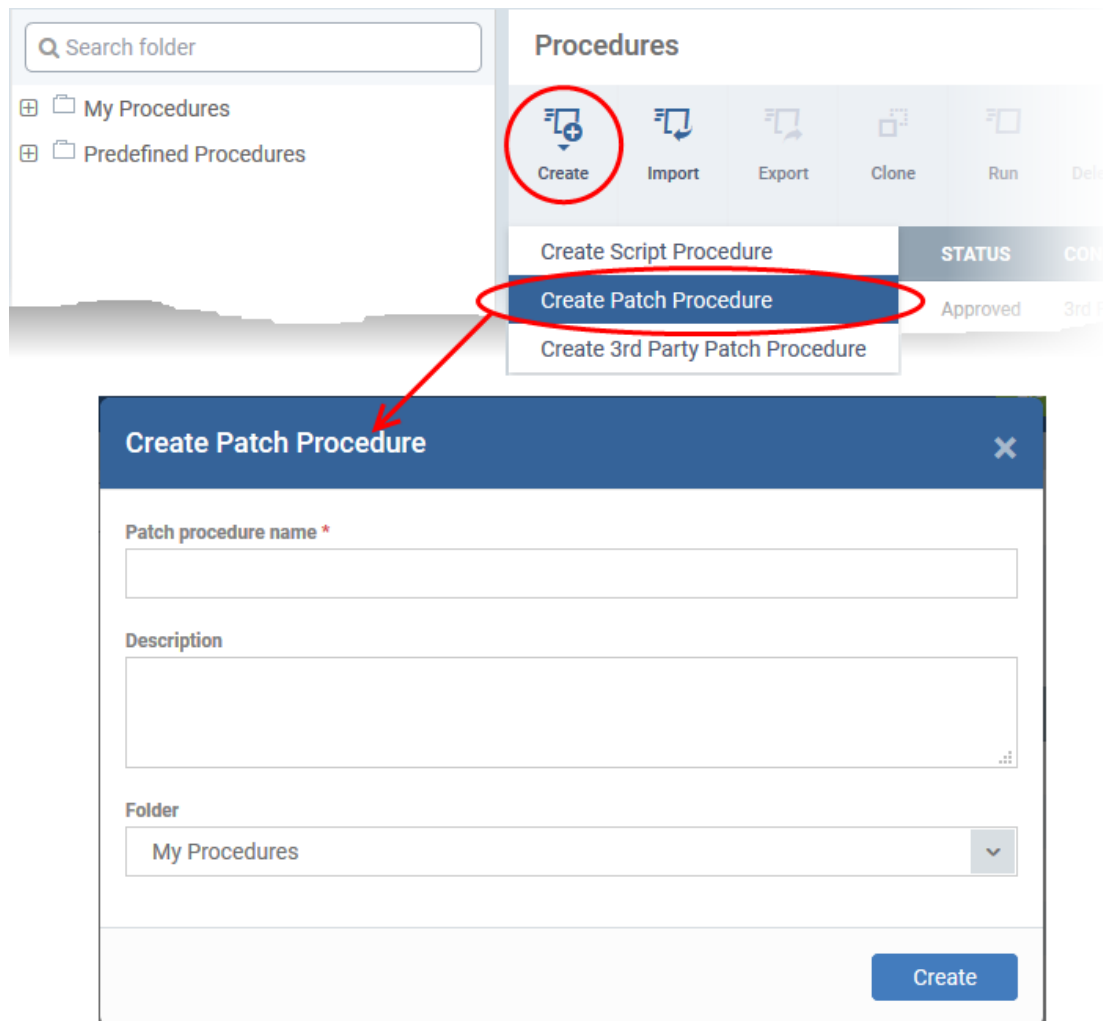 Search folder
My Procedures
Predefined Procedures
Procedures
Create
Import
Export
Clone
Run
Create Script Procedure
Create Patch Procedure
Create 3rd Party Patch Procedure
STATUS
Approved
3rd
Create Patch Procedure
Patch procedure name *
Description
Folder
My Procedures
Create